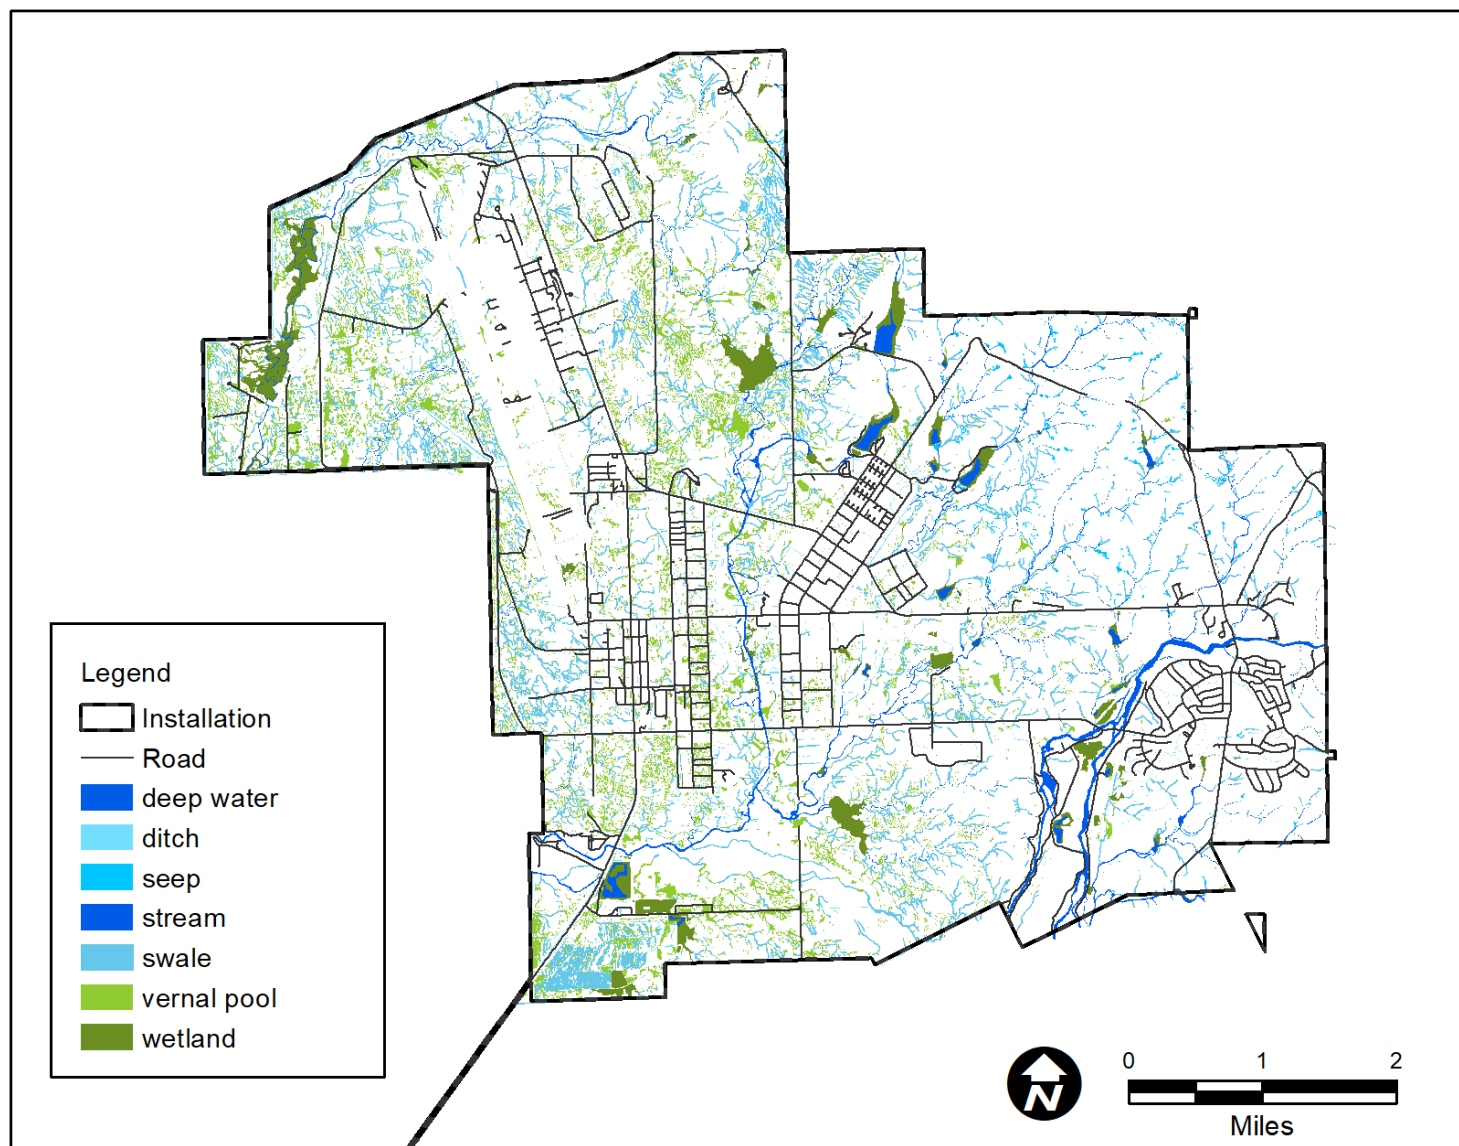 Legend
Installation
Road
deep water
ditch
seep
stream
swale
vernal pool
wetland
N
0 1 2
Miles